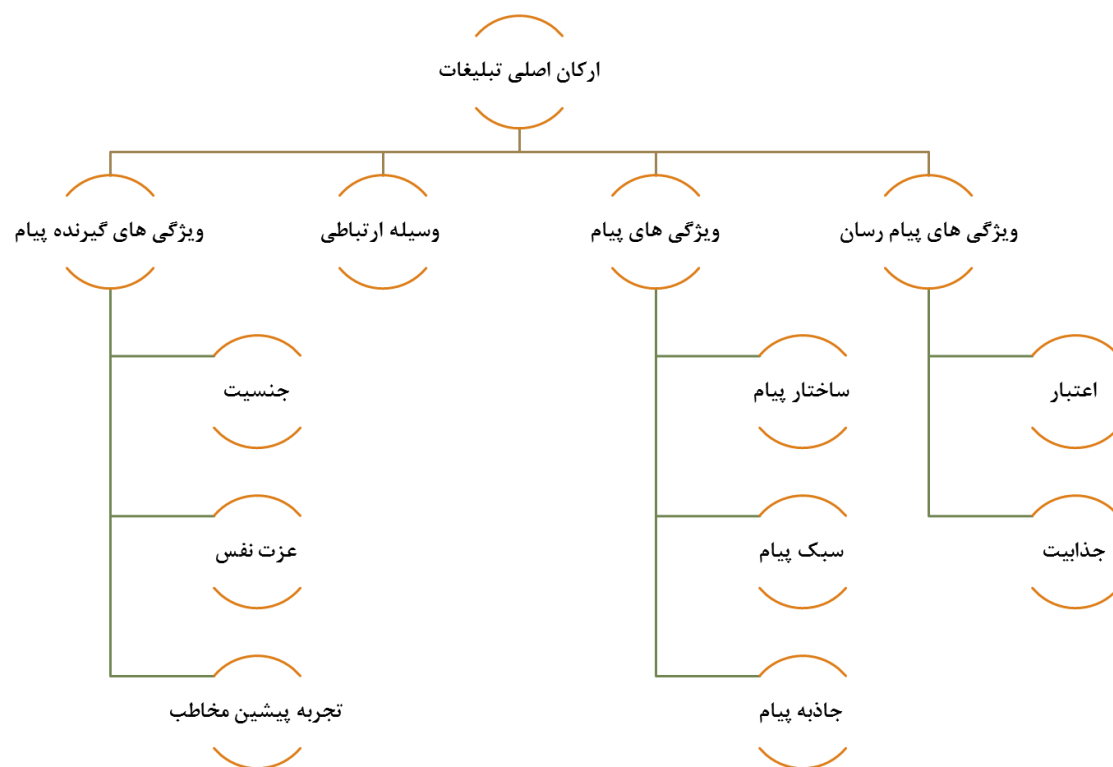 ارکان اصلی تبلیغات
ویژگی های پیام رسان
ویژگی های پیام
وسیله ارتباطی
ویژگی های گیرنده پیام
اعتبار
ساختار پیام
جنسیت
جذابیت
سبک پیام
عزت نفس
جاذبه پیام
تجربه پیشین مخاطب